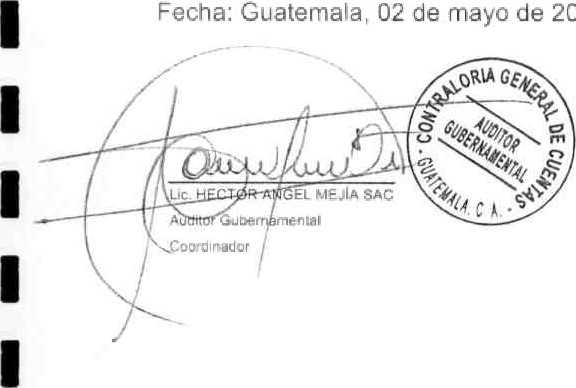 Fecha: Guatemala, 02 de mayo de 20
Lic. HECTOR ANGEL MEJÍA SAC
Auditor Gubernamental
Coordinador
CONTRALORIA GENERAL DE CUENTAS
AUDITOR
GUBERNAMENTAL
GUATEMALA, C. A.